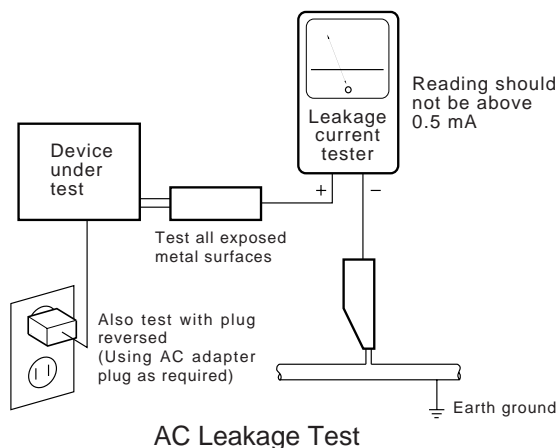 Reading should
not be above
0.5 mA
Leakage
current
tester
+
−
Device
under
test
Test all exposed
metal surfaces
Also test with plug
reversed
(Using AC adapter
plug as required)
Earth ground
AC Leakage Test